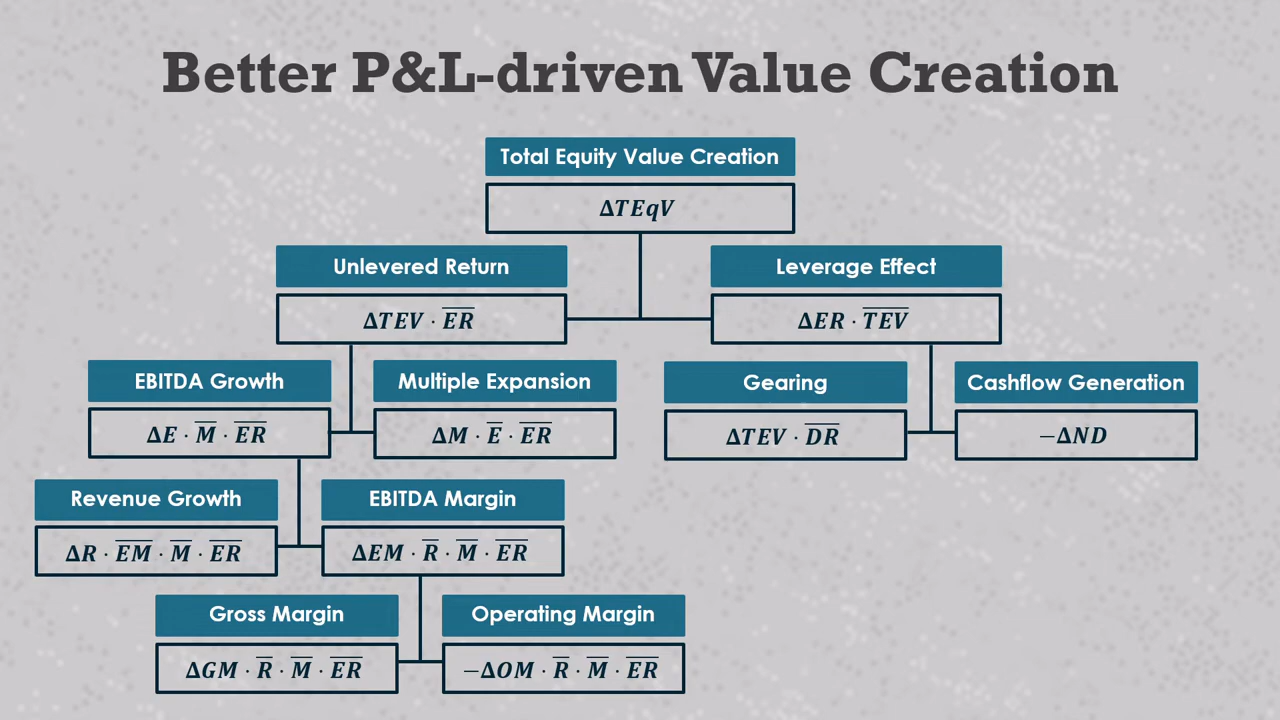 Better P&L-driven Value Creation
Total Equity Value Creation
ΔTEqV
Unlevered Return
Leverage Effect
ΔTEV · E̅R̅
ΔER · T̅E̅V̅
EBITDA Growth
Multiple Expansion
Gearing
Cashflow Generation
ΔE · M̅ · E̅R̅
ΔM · E̅ · E̅R̅
ΔTEV · D̅R̅
−ΔND
Revenue Growth
EBITDA Margin
ΔR · E̅M̅ · M̅ · E̅R̅
ΔEM · R̅ · M̅ · E̅R̅
Gross Margin
Operating Margin
ΔGM · R̅ · M̅ · E̅R̅
−ΔOM · R̅ · M̅ · E̅R̅